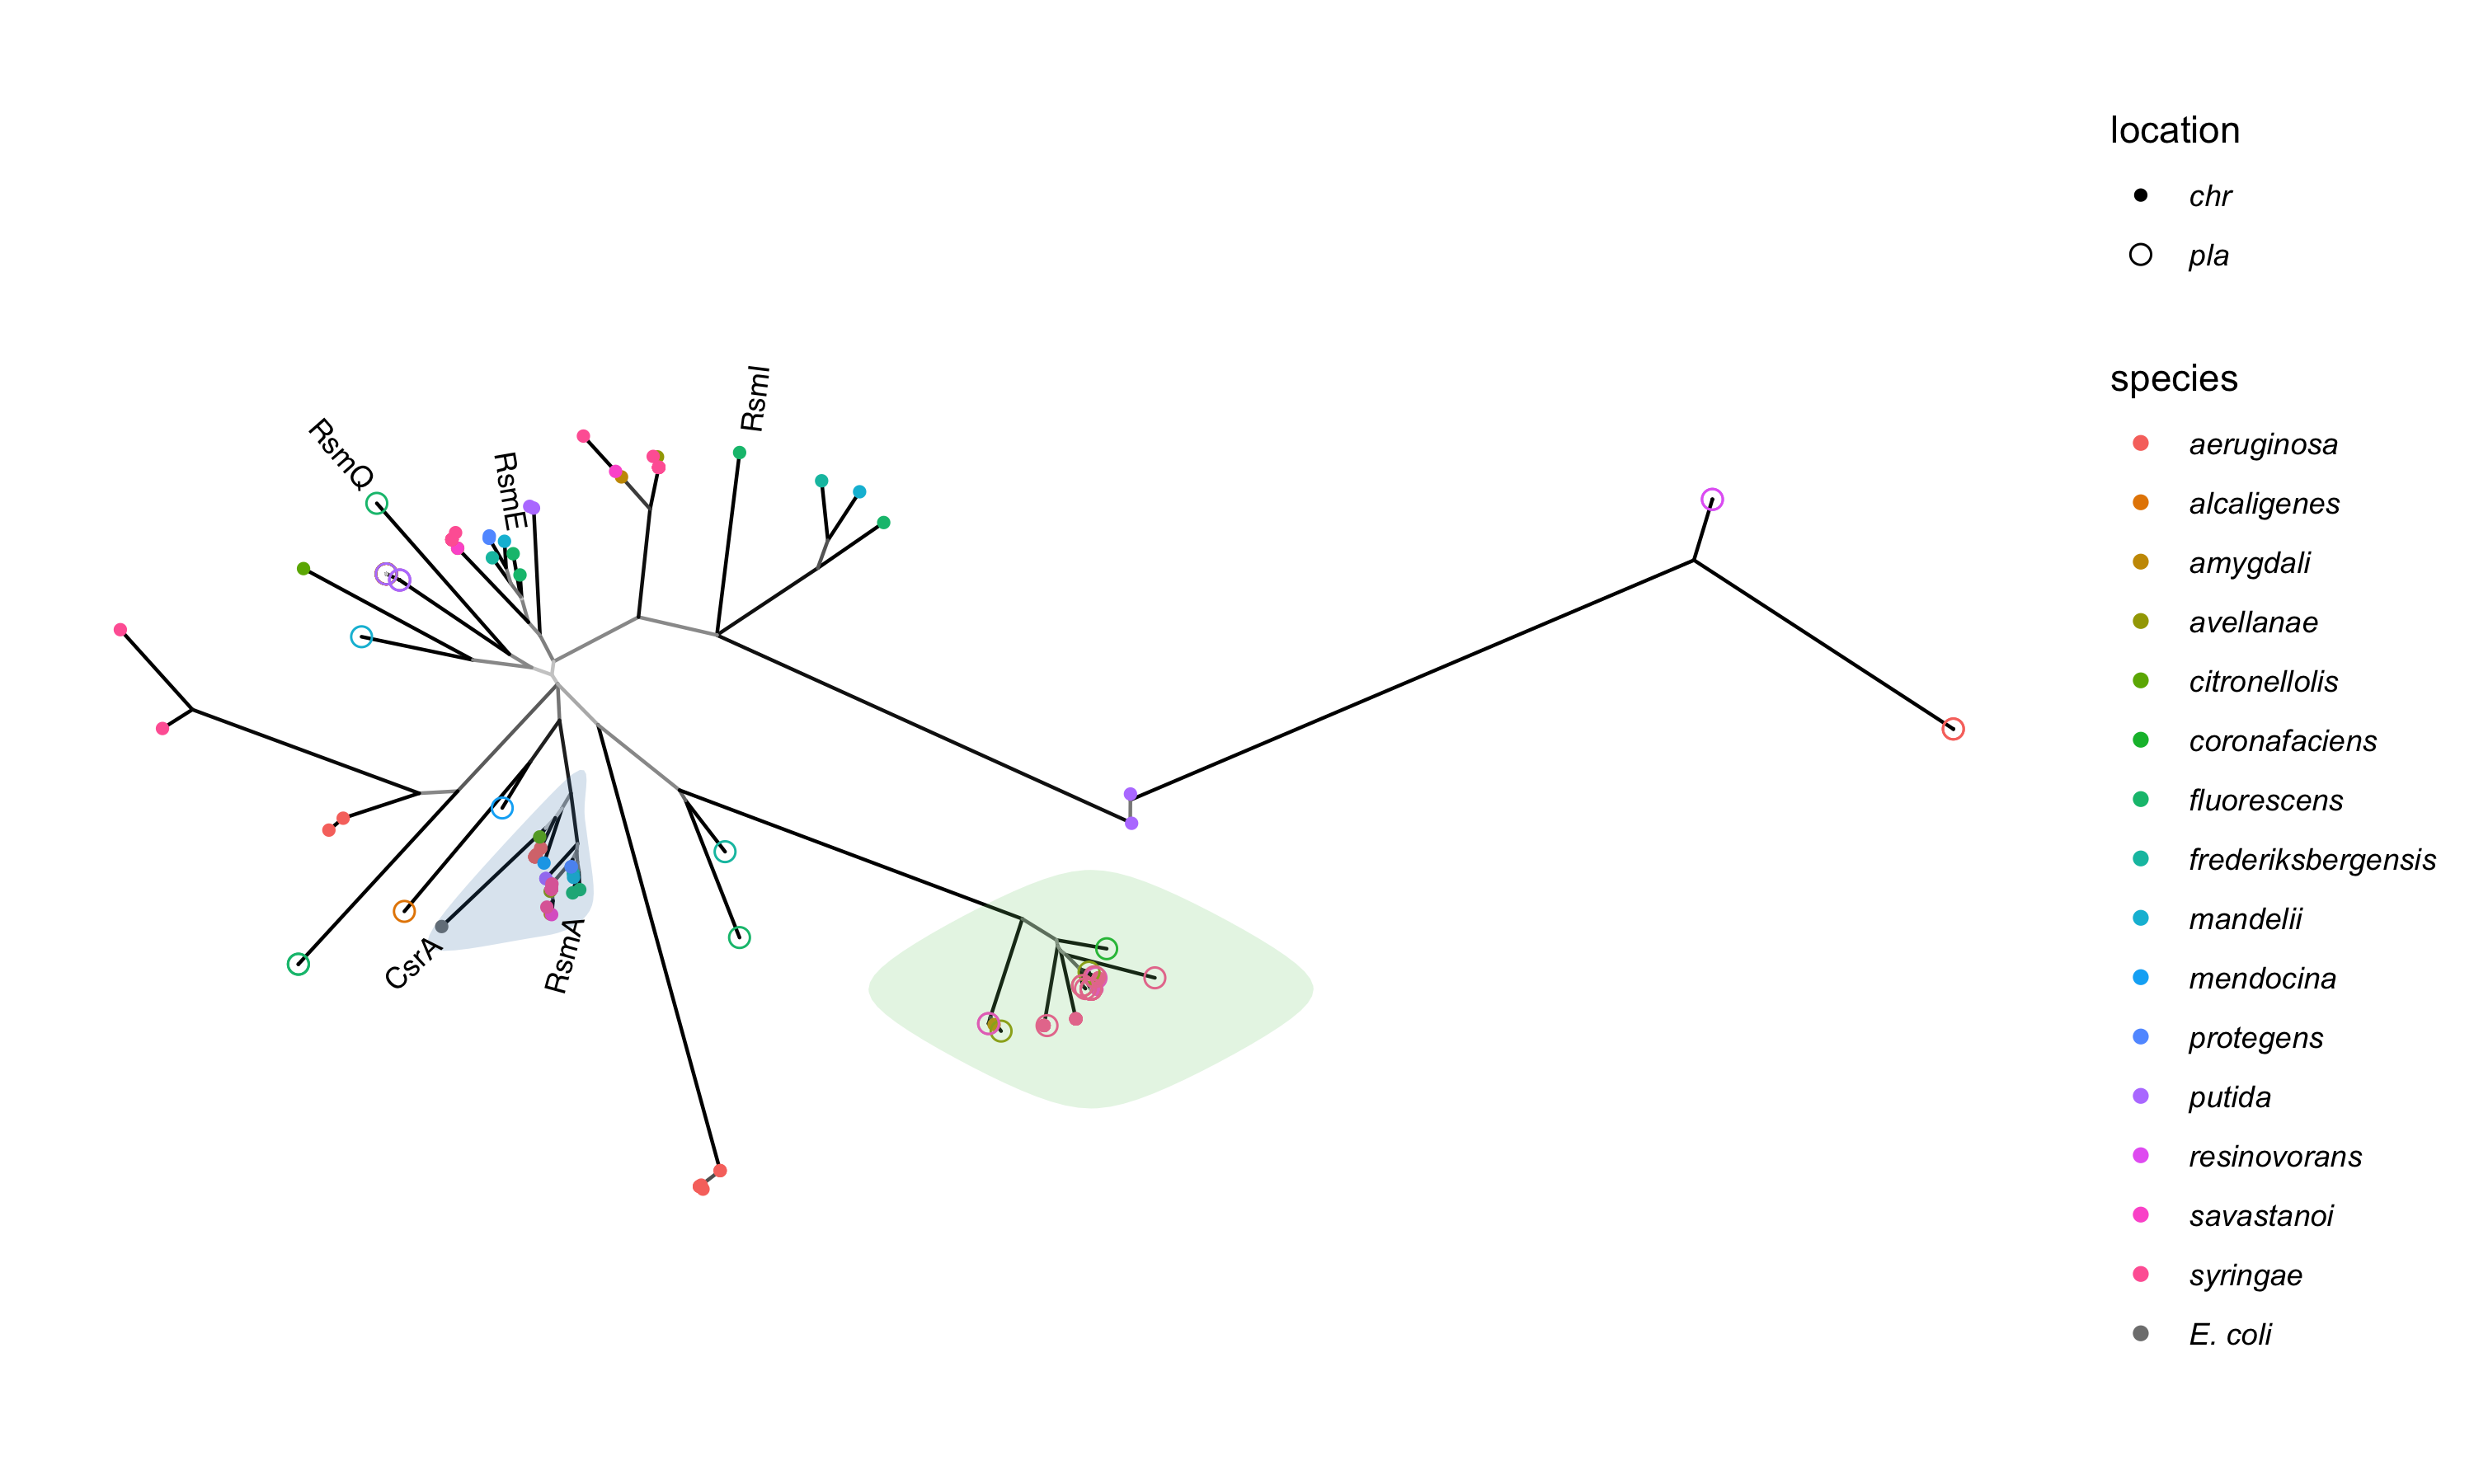 RsmI
RsmQ
RsmE
CsrA
RsmA
location
chr
pla
species
aeruginosa
alcaligenes
amygdali
avellanae
citronellolis
coronafaciens
fluorescens
frederiksbergensis
mandelii
mendocina
protegens
putida
resinovorans
savastanoi
syringae
E. coli